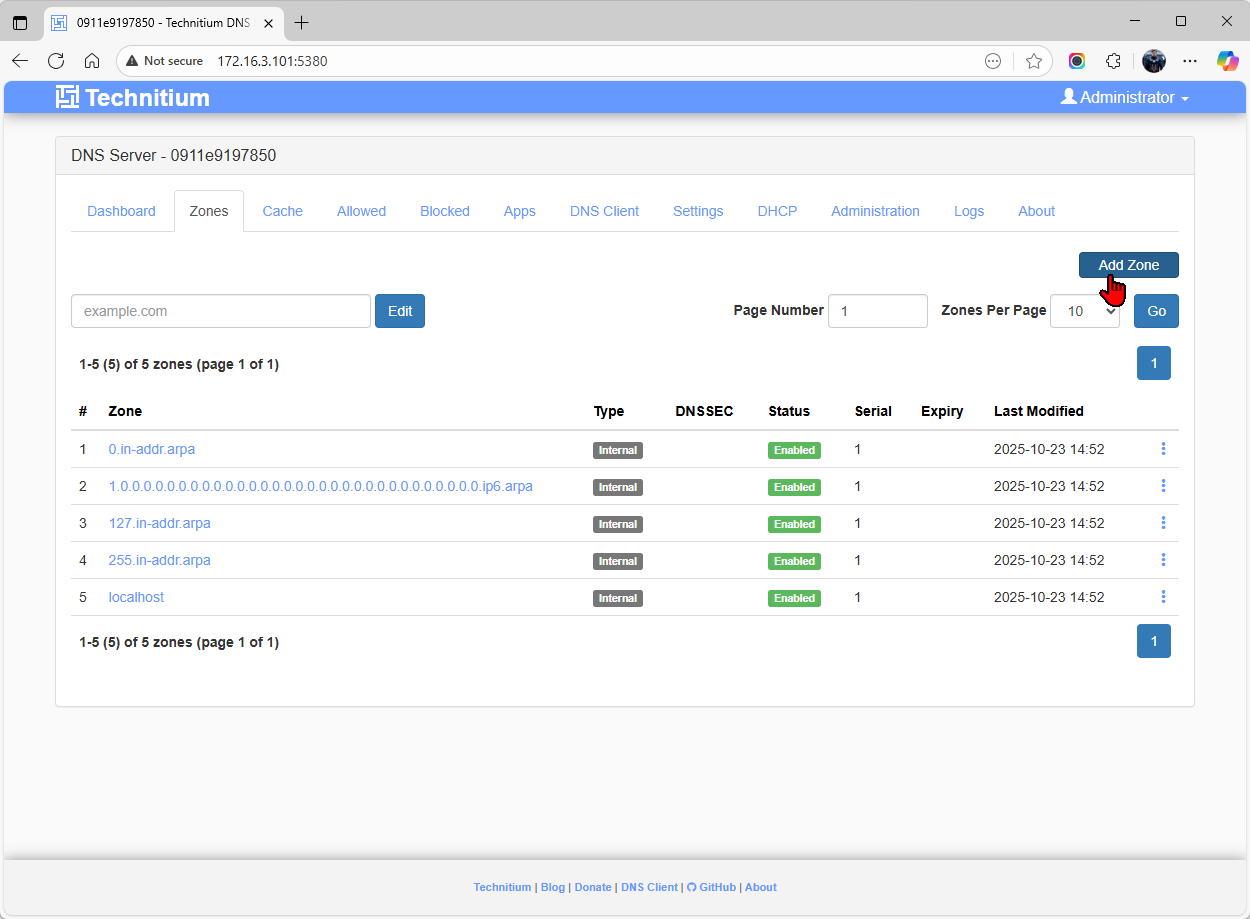 0911e9197850 - Technitium DNS
Not secure 172.16.3.101:5380
Technitium Administrator
DNS Server - 0911e9197850
Dashboard Zones Cache Allowed Blocked Apps DNS Client Settings DHCP Administration Logs About
Add Zone
example.com Edit Page Number 1 Zones Per Page 10 Go
1-5 (5) of 5 zones (page 1 of 1) 1
# Zone Type DNSSEC Status Serial Expiry Last Modified
1 0.in-addr.arpa Internal Enabled 1 2025-10-23 14:52
2 1.0.0.0.0.0.0.0.0.0.0.0.0.0.0.0.0.0.0.0.0.0.0.0.0.0.0.0.0.0.0.0.ip6.arpa Internal Enabled 1 2025-10-23 14:52
3 127.in-addr.arpa Internal Enabled 1 2025-10-23 14:52
4 255.in-addr.arpa Internal Enabled 1 2025-10-23 14:52
5 localhost Internal Enabled 1 2025-10-23 14:52
1-5 (5) of 5 zones (page 1 of 1) 1
Technitium | Blog | Donate | DNS Client | GitHub | About